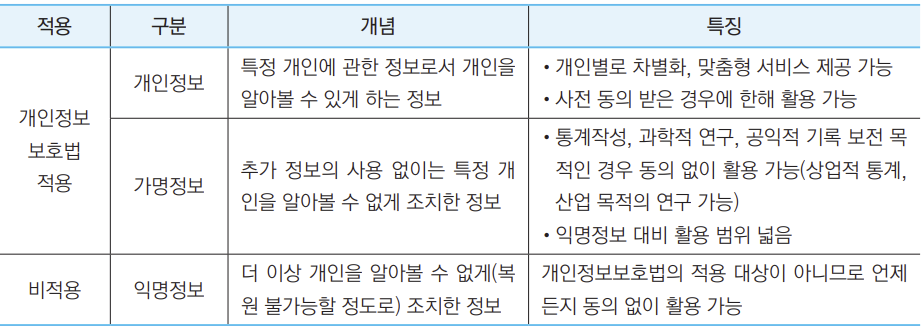 적용 구분 개념 특징
개인정보
보호법
적용
개인정보
특정 개인에 관한 정보로서 개인을
알아볼 수 있게 하는 정보
• 개인별로 차별화, 맞춤형 서비스 제공 가능
• 사전 동의 받은 경우에 한해 활용 가능
가명정보
추가 정보의 사용 없이는 특정 개
인을 알아볼 수 없게 조치한 정보
• 통계작성, 과학적 연구, 공익적 기록 보전 목
적인 경우 동의 없이 활용 가능(상업적 통계,
산업 목적의 연구 가능)
• 익명정보 대비 활용 범위 넓음
비적용
익명정보
더 이상 개인을 알아볼 수 없게(복
원 불가능할 정도로) 조치한 정보
개인정보보호법의 적용 대상이 아니므로 언제
든지 동의 없이 활용 가능